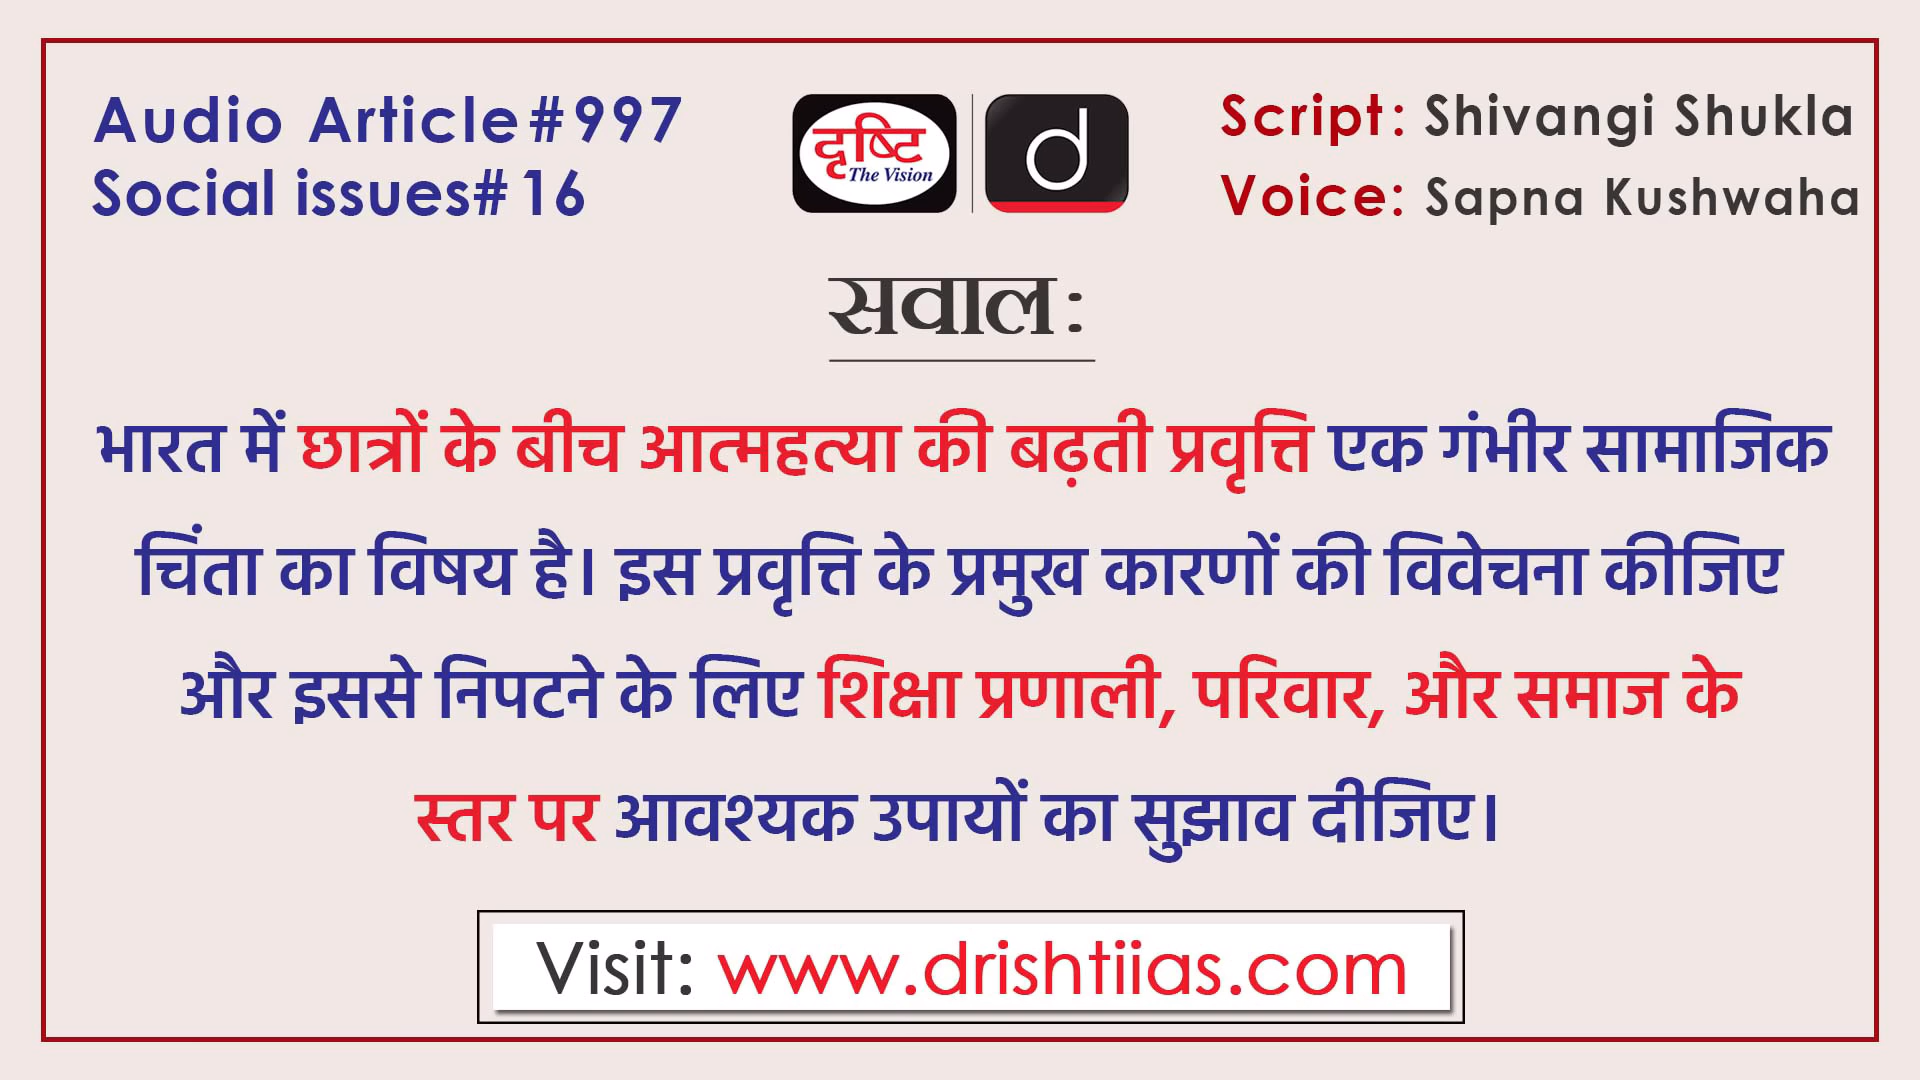 Audio Article#997
Social issues#16
दृष्टि
The Vision
d
Script: Shivangi Shukla
Voice: Sapna Kushwaha
सवाल:
भारत में छात्रों के बीच आत्महत्या की बढ़ती प्रवृत्ति एक गंभीर सामाजिक
चिंता का विषय है। इस प्रवृत्ति के प्रमुख कारणों की विवेचना कीजिए
और इससे निपटने के लिए शिक्षा प्रणाली, परिवार, और समाज के
स्तर पर आवश्यक उपायों का सुझाव दीजिए।
Visit: www.drishtiias.com